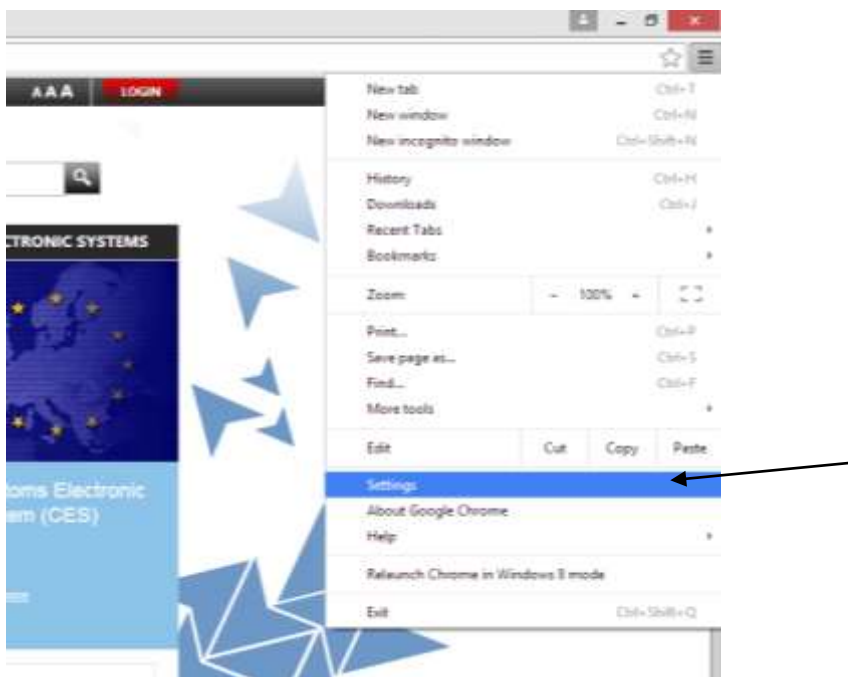 A A A LOGIN
CTRONIC SYSTEMS
toms Electronic
em (CES)
New tab Ctrl+T
New window Ctrl+N
New incognito window Ctrl+Shift+N
History Ctrl+H
Downloads Ctrl+J
Recent Tabs
Bookmarks
Zoom - 100% +
Print... Ctrl+P
Save page as... Ctrl+S
Find... Ctrl+F
More tools
Edit Cut Copy Paste
Settings
About Google Chrome
Help
Relaunch Chrome in Windows 8 mode
Exit Ctrl+Shift+Q